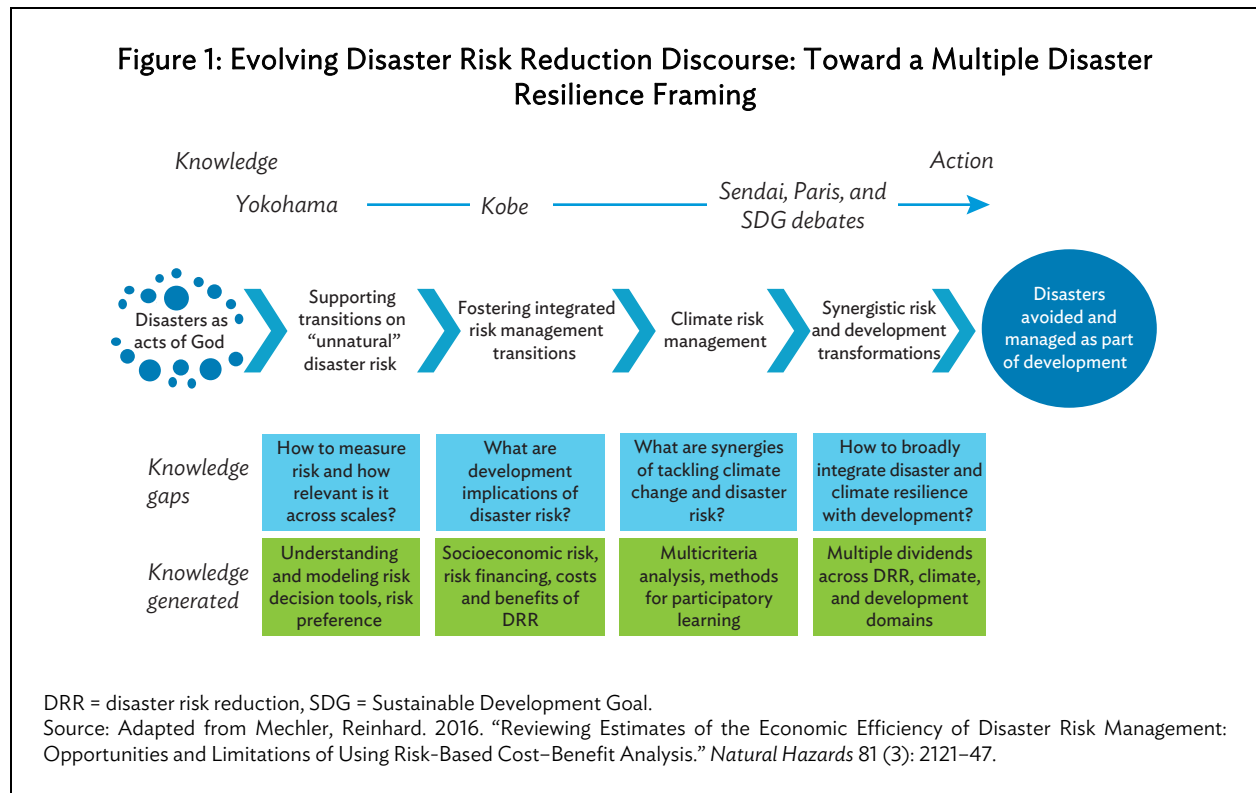 Figure 1: Evolving Disaster Risk Reduction Discourse: Toward a Multiple Disaster
Resilience Framing
Knowledge
Action
Yokohama
Kobe
Sendai, Paris, and
SDG debates
Disasters as
acts of God
Supporting
transitions on
“unnatural”
disaster risk
Fostering integrated
risk management
transitions
Climate risk
management
Synergistic risk
and development
transformations
Disasters
avoided and
managed as part
of development
Knowledge
gaps
How to measure
risk and how
relevant is it
across scales?
What are
development
implications of
disaster risk?
What are synergies
of tackling climate
change and disaster
risk?
How to broadly
integrate disaster and
climate resilience
with development?
Knowledge
generated
Understanding
and modeling risk
decision tools, risk
preference
Socioeconomic risk,
risk financing, costs
and benefits of
DRR
Multicriteria
analysis, methods
for participatory
learning
Multiple dividends
across DRR, climate,
and development
domains
DRR = disaster risk reduction, SDG = Sustainable Development Goal.
Source: Adapted from Mechler, Reinhard. 2016. “Reviewing Estimates of the Economic Efficiency of Disaster Risk Management:
Opportunities and Limitations of Using Risk-Based Cost–Benefit Analysis.” Natural Hazards 81 (3): 2121–47.